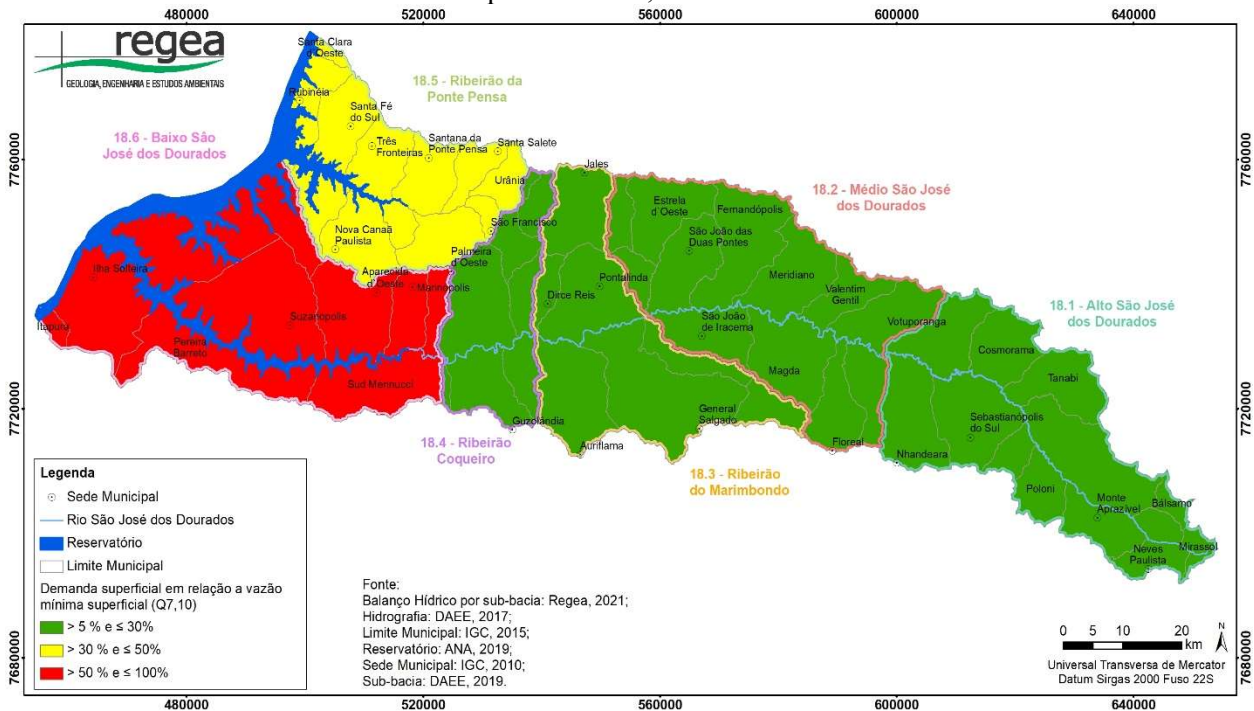 480000 520000 560000 600000 640000
regea
GEOLOGIA, ENGENHARIA E ESTUDOS AMBIENTAIS
Santa Clara
d'Oeste
18.5 - Ribeirão da
Ponte Pensa
Rubinéia
Santa Fé
do Sul
18.6 - Baixo São
José dos Dourados
Três
Fronteiras
Santana da
Ponte Pensa
Santa Salete
7760000
7760000
Jales
Urânia
18.2 - Médio São José
dos Dourados
Estrela
d'Oeste
Fernandópolis
São Francisco
Nova Canaã
Paulista
São João das
Duas Pontes
Palmeira
d'Oeste
Aparecida
d'Oeste
Marinópolis
Ilha Solteira
Pontalinda
Meridiano
Valentim
Gentil
Dirce Reis
18.1 - Alto São José
dos Dourados
Itapura
Suzanápolis
São João
de Iracema
Votuporanga
Pereira
Barreto
Cosmorama
Magda
Tanabi
Sud Mennucci
7720000
7720000
Guzolândia
General
Salgado
Sebastianópolis
do Sul
18.4 - Ribeirão
Coqueiro
Auriflama
Floreal
Nhandeara
18.3 - Ribeirão
do Marimbondo
Poloni
Monte
Aprazível
Bálsamo
Neves
Paulista
Mirassol
Legenda
Sede Municipal
Rio São José dos Dourados
Reservatório
Limite Municipal
Demanda superficial em relação a vazão
mínima superficial (Q7,10)
> 5 % e ≤ 30%
> 30 % e ≤ 50%
> 50 % e ≤ 100%
Fonte:
Balanço Hídrico por sub-bacia: Regea, 2021;
Hidrografia: DAEE, 2017;
Limite Municipal: IGC, 2015;
Reservatório: ANA, 2019;
Sede Municipal: IGC, 2010;
Sub-bacia: DAEE, 2019.
0 5 10 20
km
N
Universal Transversa de Mercator
Datum Sirgas 2000 Fuso 22S
7680000
7680000
480000 520000 560000 600000 640000